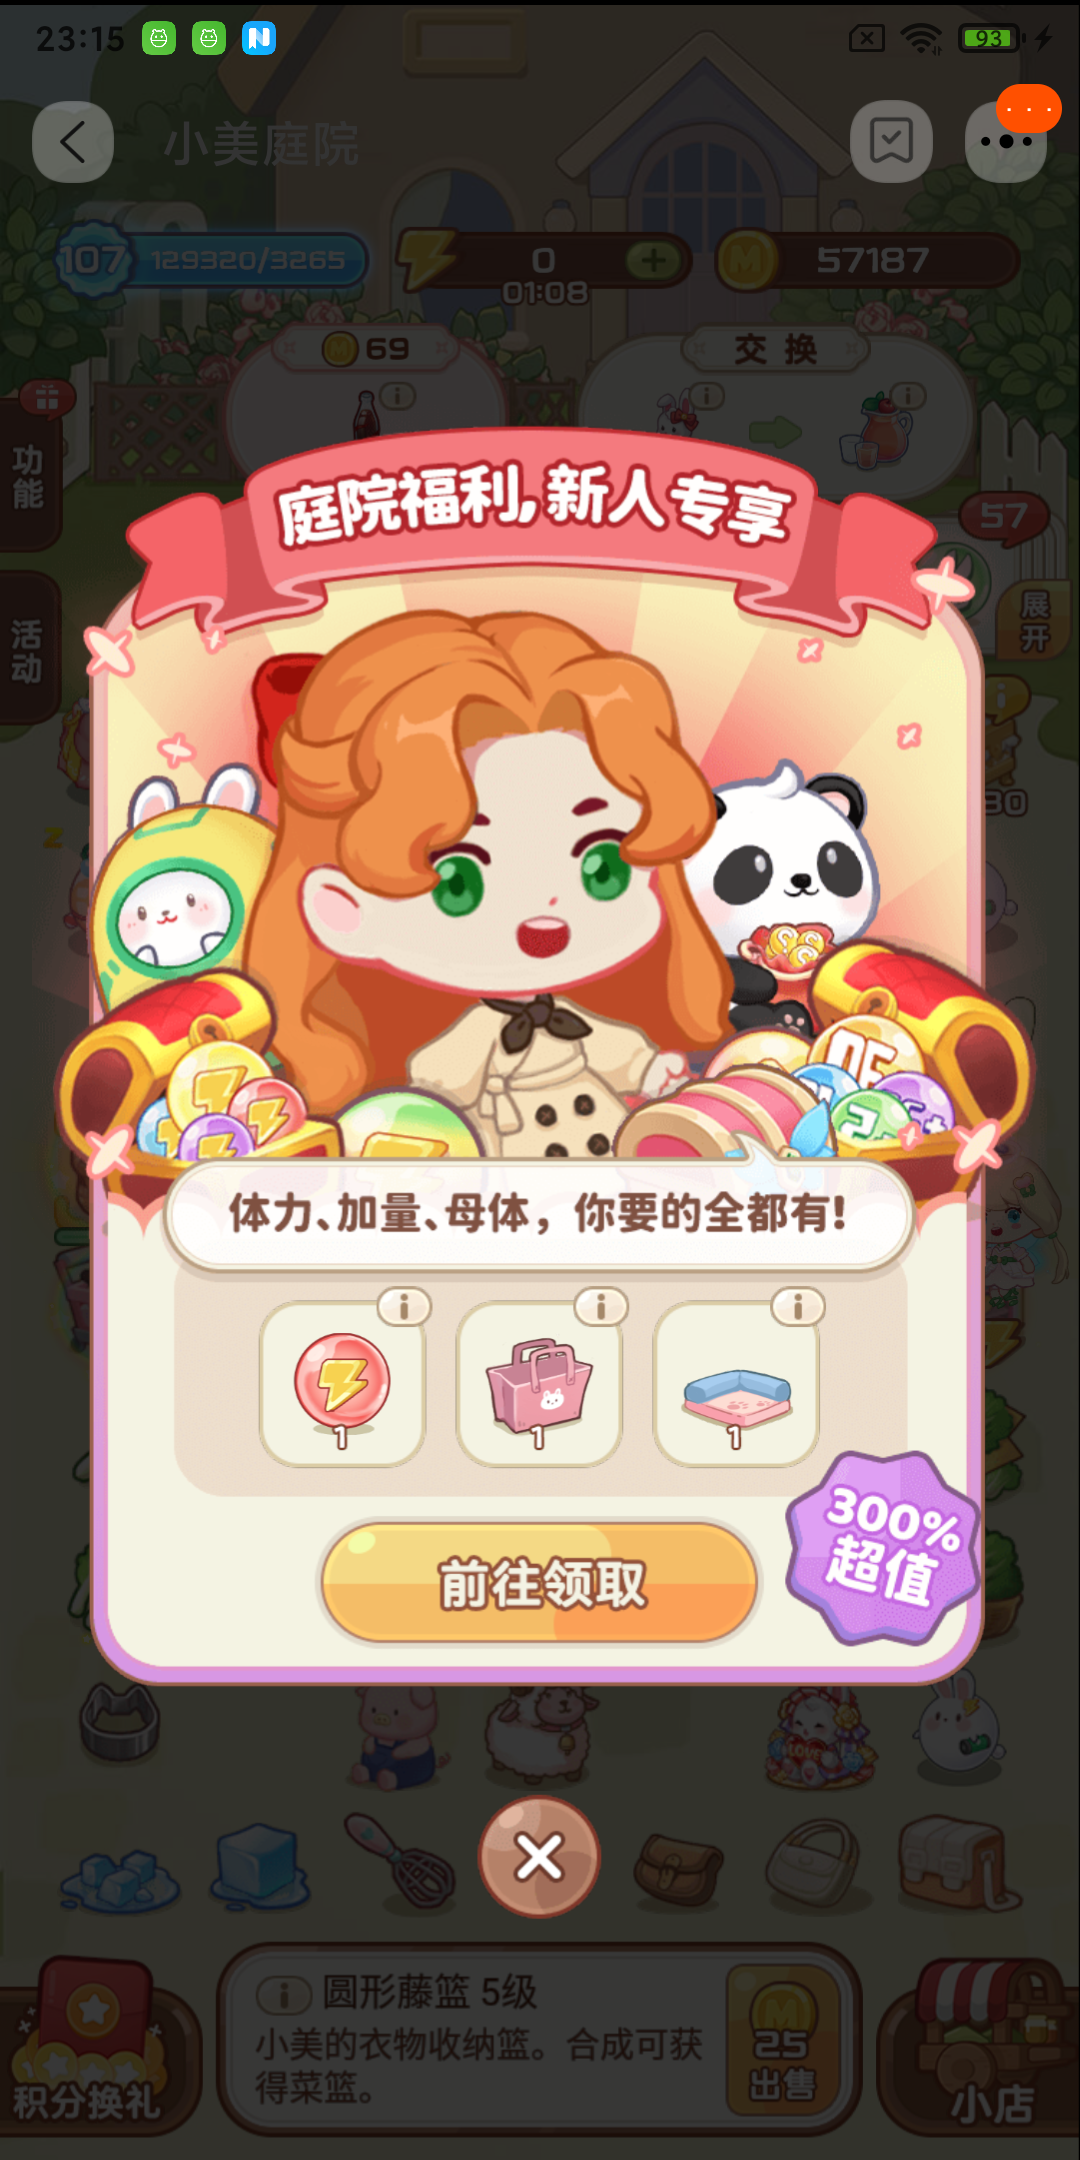 23:15
93
小美庭院
107
129320/3265
0
01:08
57187
69
交换
功能
活动
57
展开
庭院福利,新人专享
体力、加量、母体，你要的全都有!
1
1
1
300%
超值
前往领取
圆形藤篮 5级
小美的衣物收纳篮。合成可获
得菜篮。
25
出售
积分换礼
小店